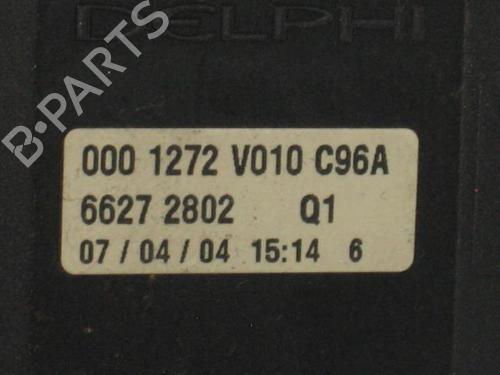 DELPHI
B-PARTS
000 1272 V010 C96A
6627 2802 Q1
07 / 04 / 04 15:14 6